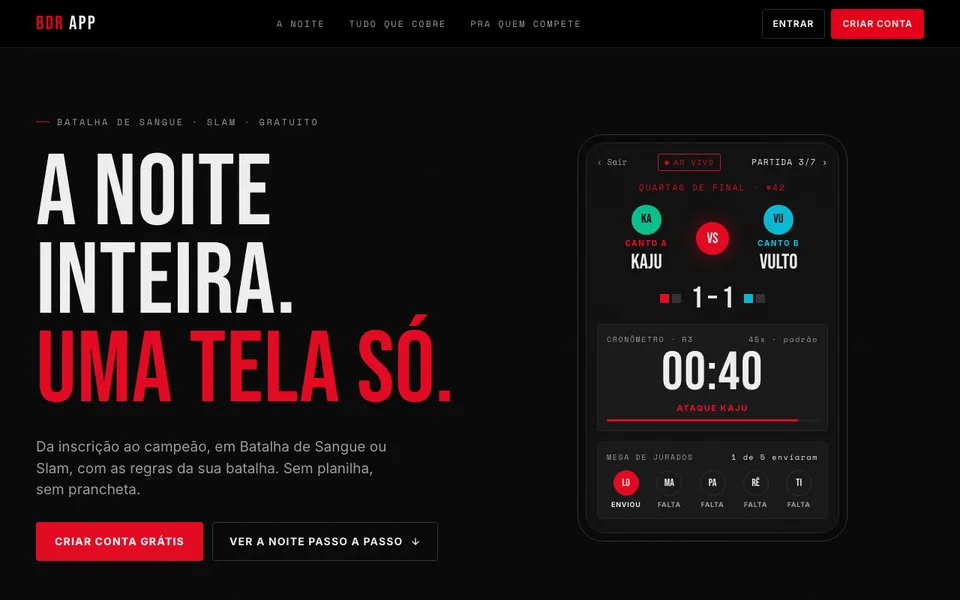 BDR APP
A NOITE
TUDO QUE COBRE
PRA QUEM COMPETE
ENTRAR
CRIAR CONTA
BATALHA DE SANGUE · SLAM · GRATUITO
A NOITE
INTEIRA.
UMA TELA SÓ.
Da inscrição ao campeão, em Batalha de Sangue ou
Slam, com as regras da sua batalha. Sem planilha,
sem prancheta.
CRIAR CONTA GRÁTIS
VER A NOITE PASSO A PASSO ↓
‹ Sair
● AO VIVO
PARTIDA 3/7 ›
QUARTAS DE FINAL · #42
KA
VS
VU
CANTO A
CANTO B
KAJU
VULTO
1–1
CRONÔMETRO · R3
45s · padrão
00:40
ATAQUE KAJU
MESA DE JURADOS
1 de 5 enviaram
LO
MA
PA
RÊ
TI
ENVIOU
FALTA
FALTA
FALTA
FALTA